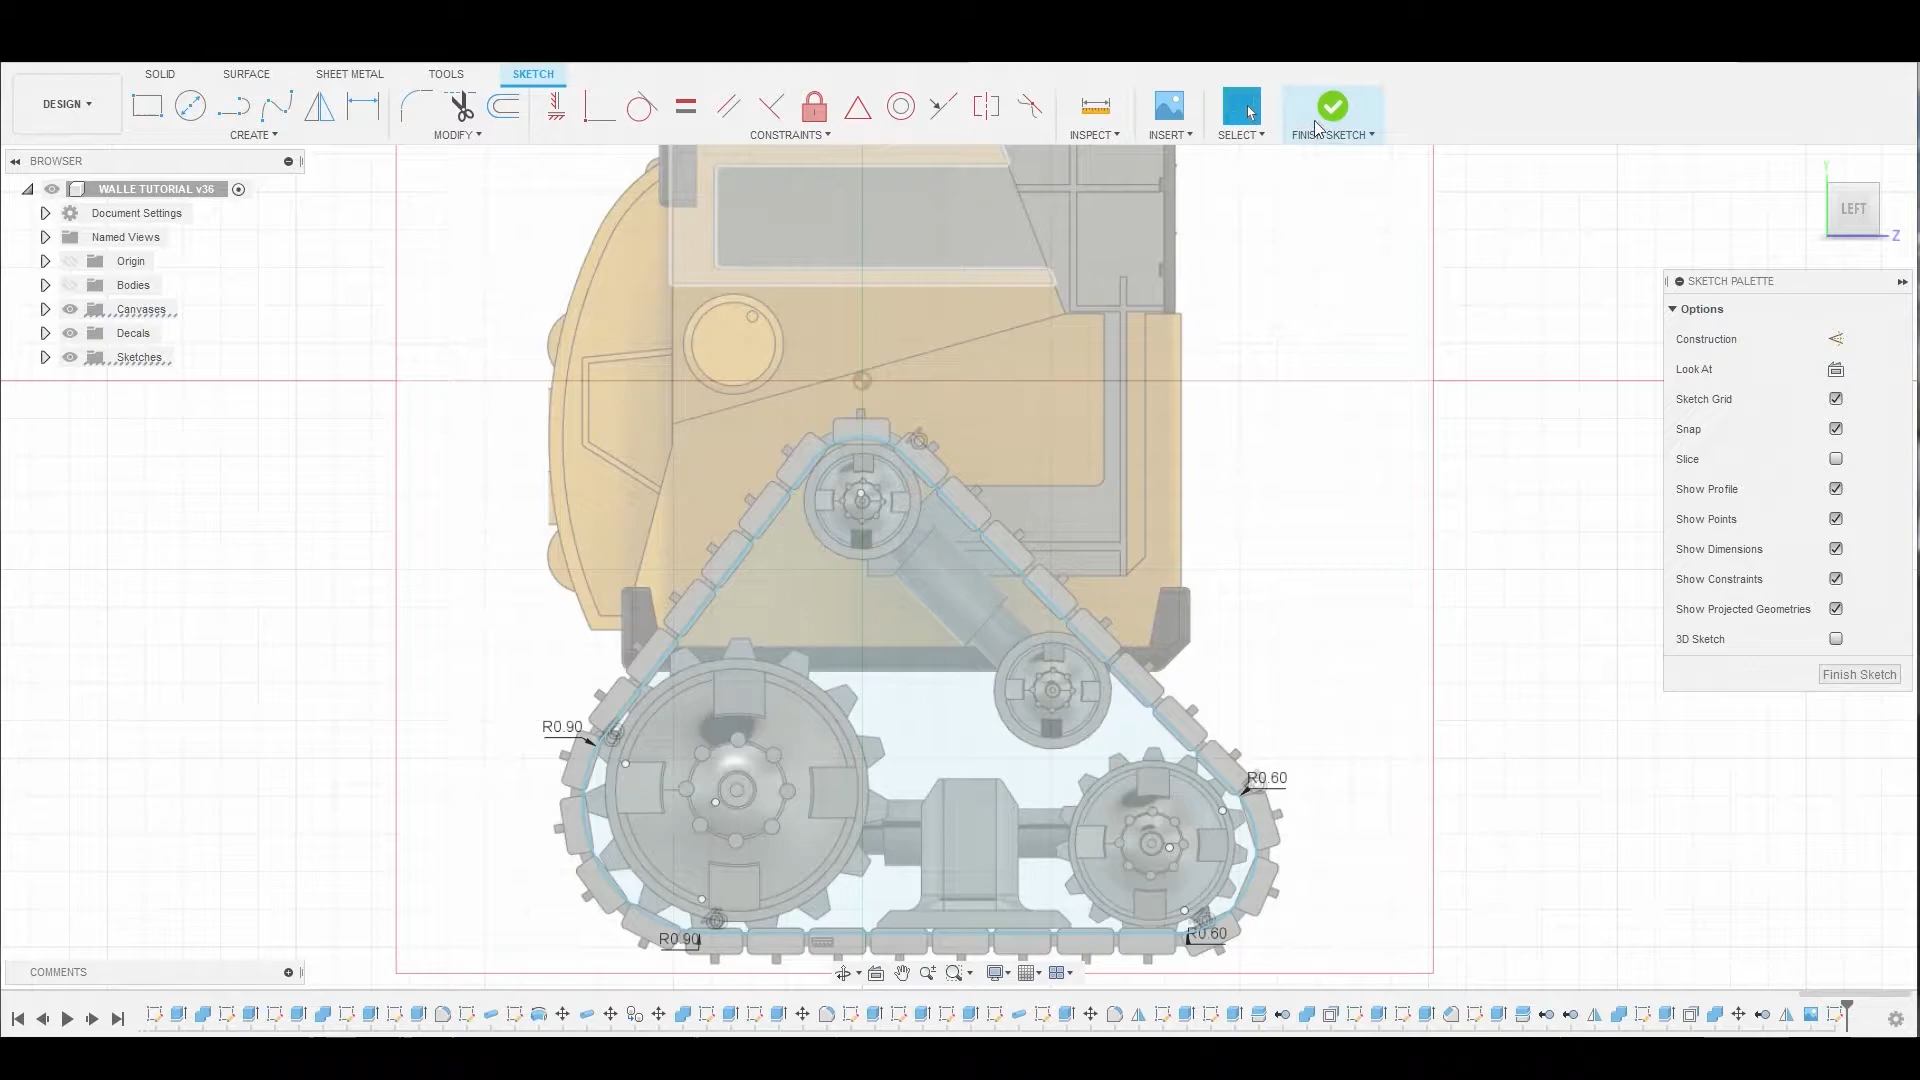 SOLID SURFACE SHEET METAL TOOLS SKETCH
DESIGN
CREATE MODIFY CONSTRAINTS INSPECT INSERT SELECT FINISH SKETCH
BROWSER
WALLE TUTORIAL v36
Document Settings
Named Views
Origin
Bodies
Canvases
Decals
Sketches
Y
LEFT
Z
SKETCH PALETTE
Options
Construction
Look At
Sketch Grid
Snap
Slice
Show Profile
Show Points
Show Dimensions
Show Constraints
Show Projected Geometries
3D Sketch
Finish Sketch
R0.90
R0.60
R0.90
R0.60
COMMENTS